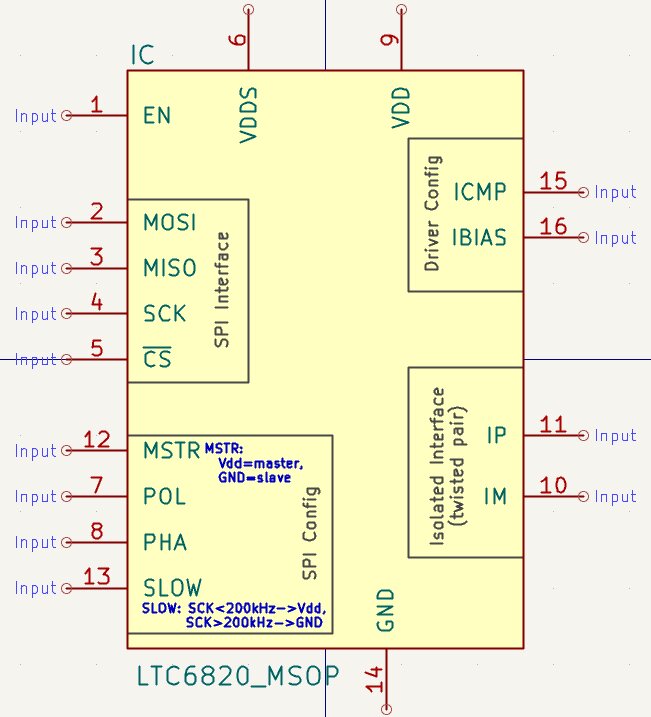 IC
6
9
VDDS
VDD
Input 1 EN
Driver Config
ICMP 15 Input
IBIAS 16 Input
Input 2 MOSI
Input 3 MISO
Input 4 SCK
Input 5 CS
SPI Interface
Isolated Interface
(twisted pair)
IP 11 Input
IM 10 Input
Input 12 MSTR
MSTR:
Vdd=master,
GND=slave
Input 7 POL
Input 8 PHA
Input 13 SLOW
SPI Config
SLOW: SCK<200kHz->Vdd,
SCK>200kHz->GND
GND
14
LTC6820_MSOP